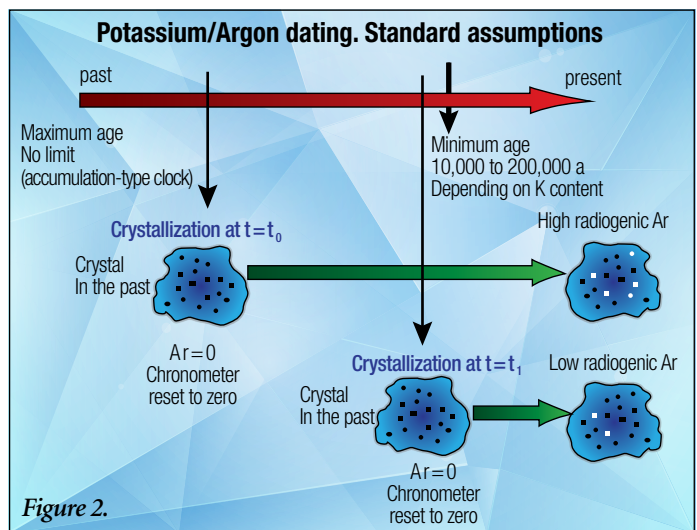 Potassium/Argon dating. Standard assumptions
past
present
Maximum age
No limit
(accumulation-type clock)
Minimum age
10,000 to 200,000 a
Depending on K content
Crystallization at t=t₀
High radiogenic Ar
Crystal
In the past
Ar=0
Chronometer
reset to zero
Crystallization at t=t₁
Low radiogenic Ar
Crystal
In the past
Ar=0
Chronometer
reset to zero
Figure 2.